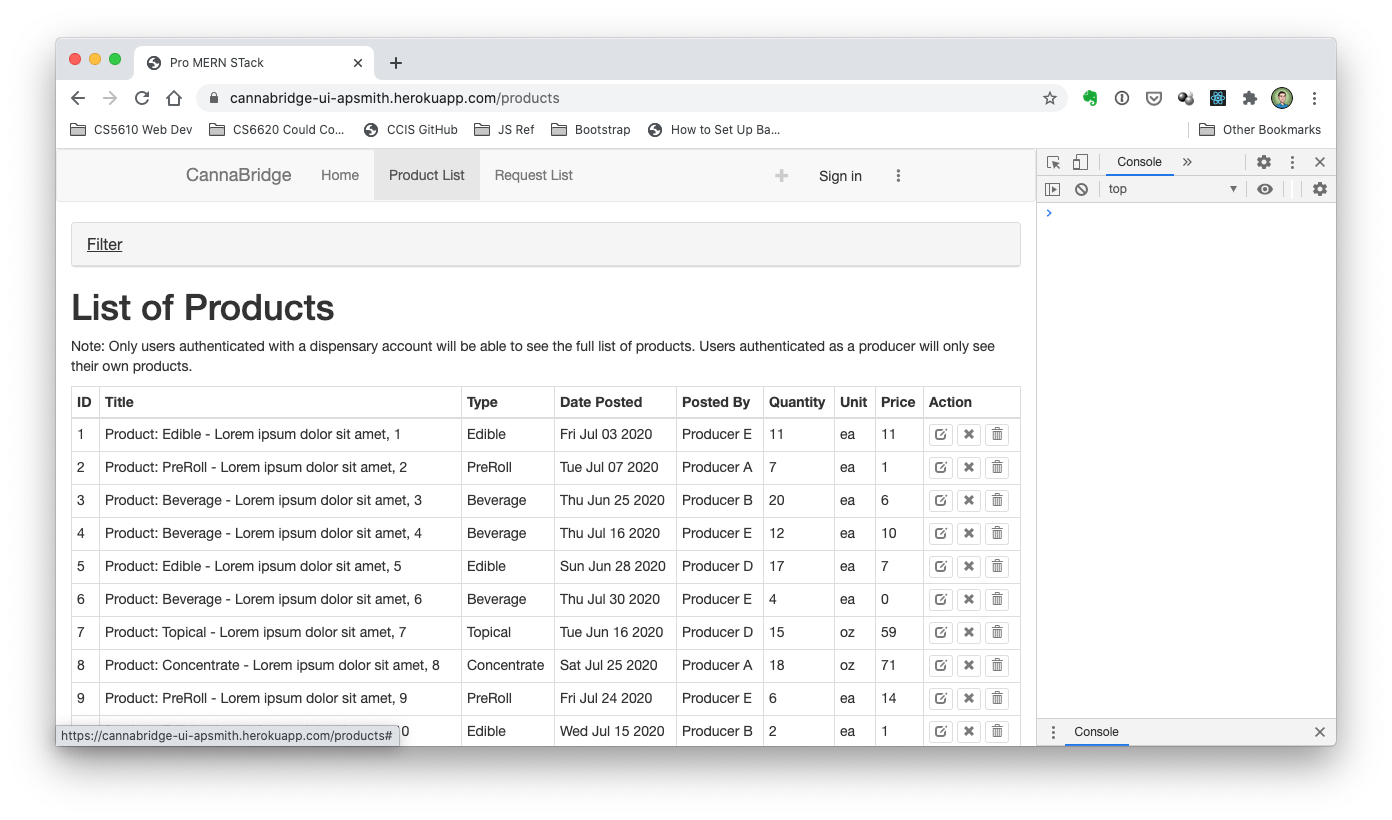 Pro MERN STack
cannabridge-ui-apsmith.herokuapp.com/products
CS5610 Web Dev CS6620 Could Co... CCIS GitHub JS Ref Bootstrap How to Set Up Ba... Other Bookmarks
CannaBridge Home Product List Request List Sign in
Console
top
Filter
List of Products
Note: Only users authenticated with a dispensary account will be able to see the full list of products. Users authenticated as a producer will only see
their own products.
ID Title Type Date Posted Posted By Quantity Unit Price Action
1 Product: Edible - Lorem ipsum dolor sit amet, 1 Edible Fri Jul 03 2020 Producer E 11 ea 11
2 Product: PreRoll - Lorem ipsum dolor sit amet, 2 PreRoll Tue Jul 07 2020 Producer A 7 ea 1
3 Product: Beverage - Lorem ipsum dolor sit amet, 3 Beverage Thu Jun 25 2020 Producer B 20 ea 6
4 Product: Beverage - Lorem ipsum dolor sit amet, 4 Beverage Thu Jul 16 2020 Producer E 12 ea 10
5 Product: Edible - Lorem ipsum dolor sit amet, 5 Edible Sun Jun 28 2020 Producer D 17 ea 7
6 Product: Beverage - Lorem ipsum dolor sit amet, 6 Beverage Thu Jul 30 2020 Producer E 4 ea 0
7 Product: Topical - Lorem ipsum dolor sit amet, 7 Topical Tue Jun 16 2020 Producer D 15 oz 59
8 Product: Concentrate - Lorem ipsum dolor sit amet, 8 Concentrate Sat Jul 25 2020 Producer A 18 oz 71
9 Product: PreRoll - Lorem ipsum dolor sit amet, 9 PreRoll Fri Jul 24 2020 Producer E 6 ea 14
0 Edible Wed Jul 15 2020 Producer B 2 ea 1
https://cannabridge-ui-apsmith.herokuapp.com/products#
Console